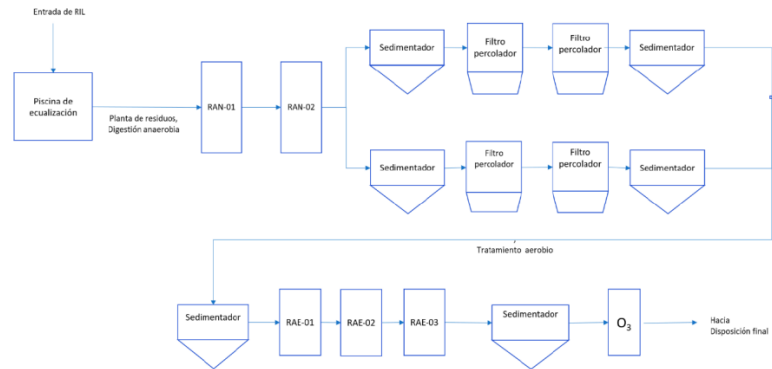 Entrada de RIL
Piscina de
ecualización
Planta de residuos,
Digestión anaerobia
RAN-01
RAN-02
Sedimentador
Filtro
percolador
Filtro
percolador
Sedimentador
Sedimentador
Filtro
percolador
Filtro
percolador
Sedimentador
Tratamiento aerobio
Sedimentador
RAE-01
RAE-02
RAE-03
Sedimentador
O₃
Hacia
Disposición final